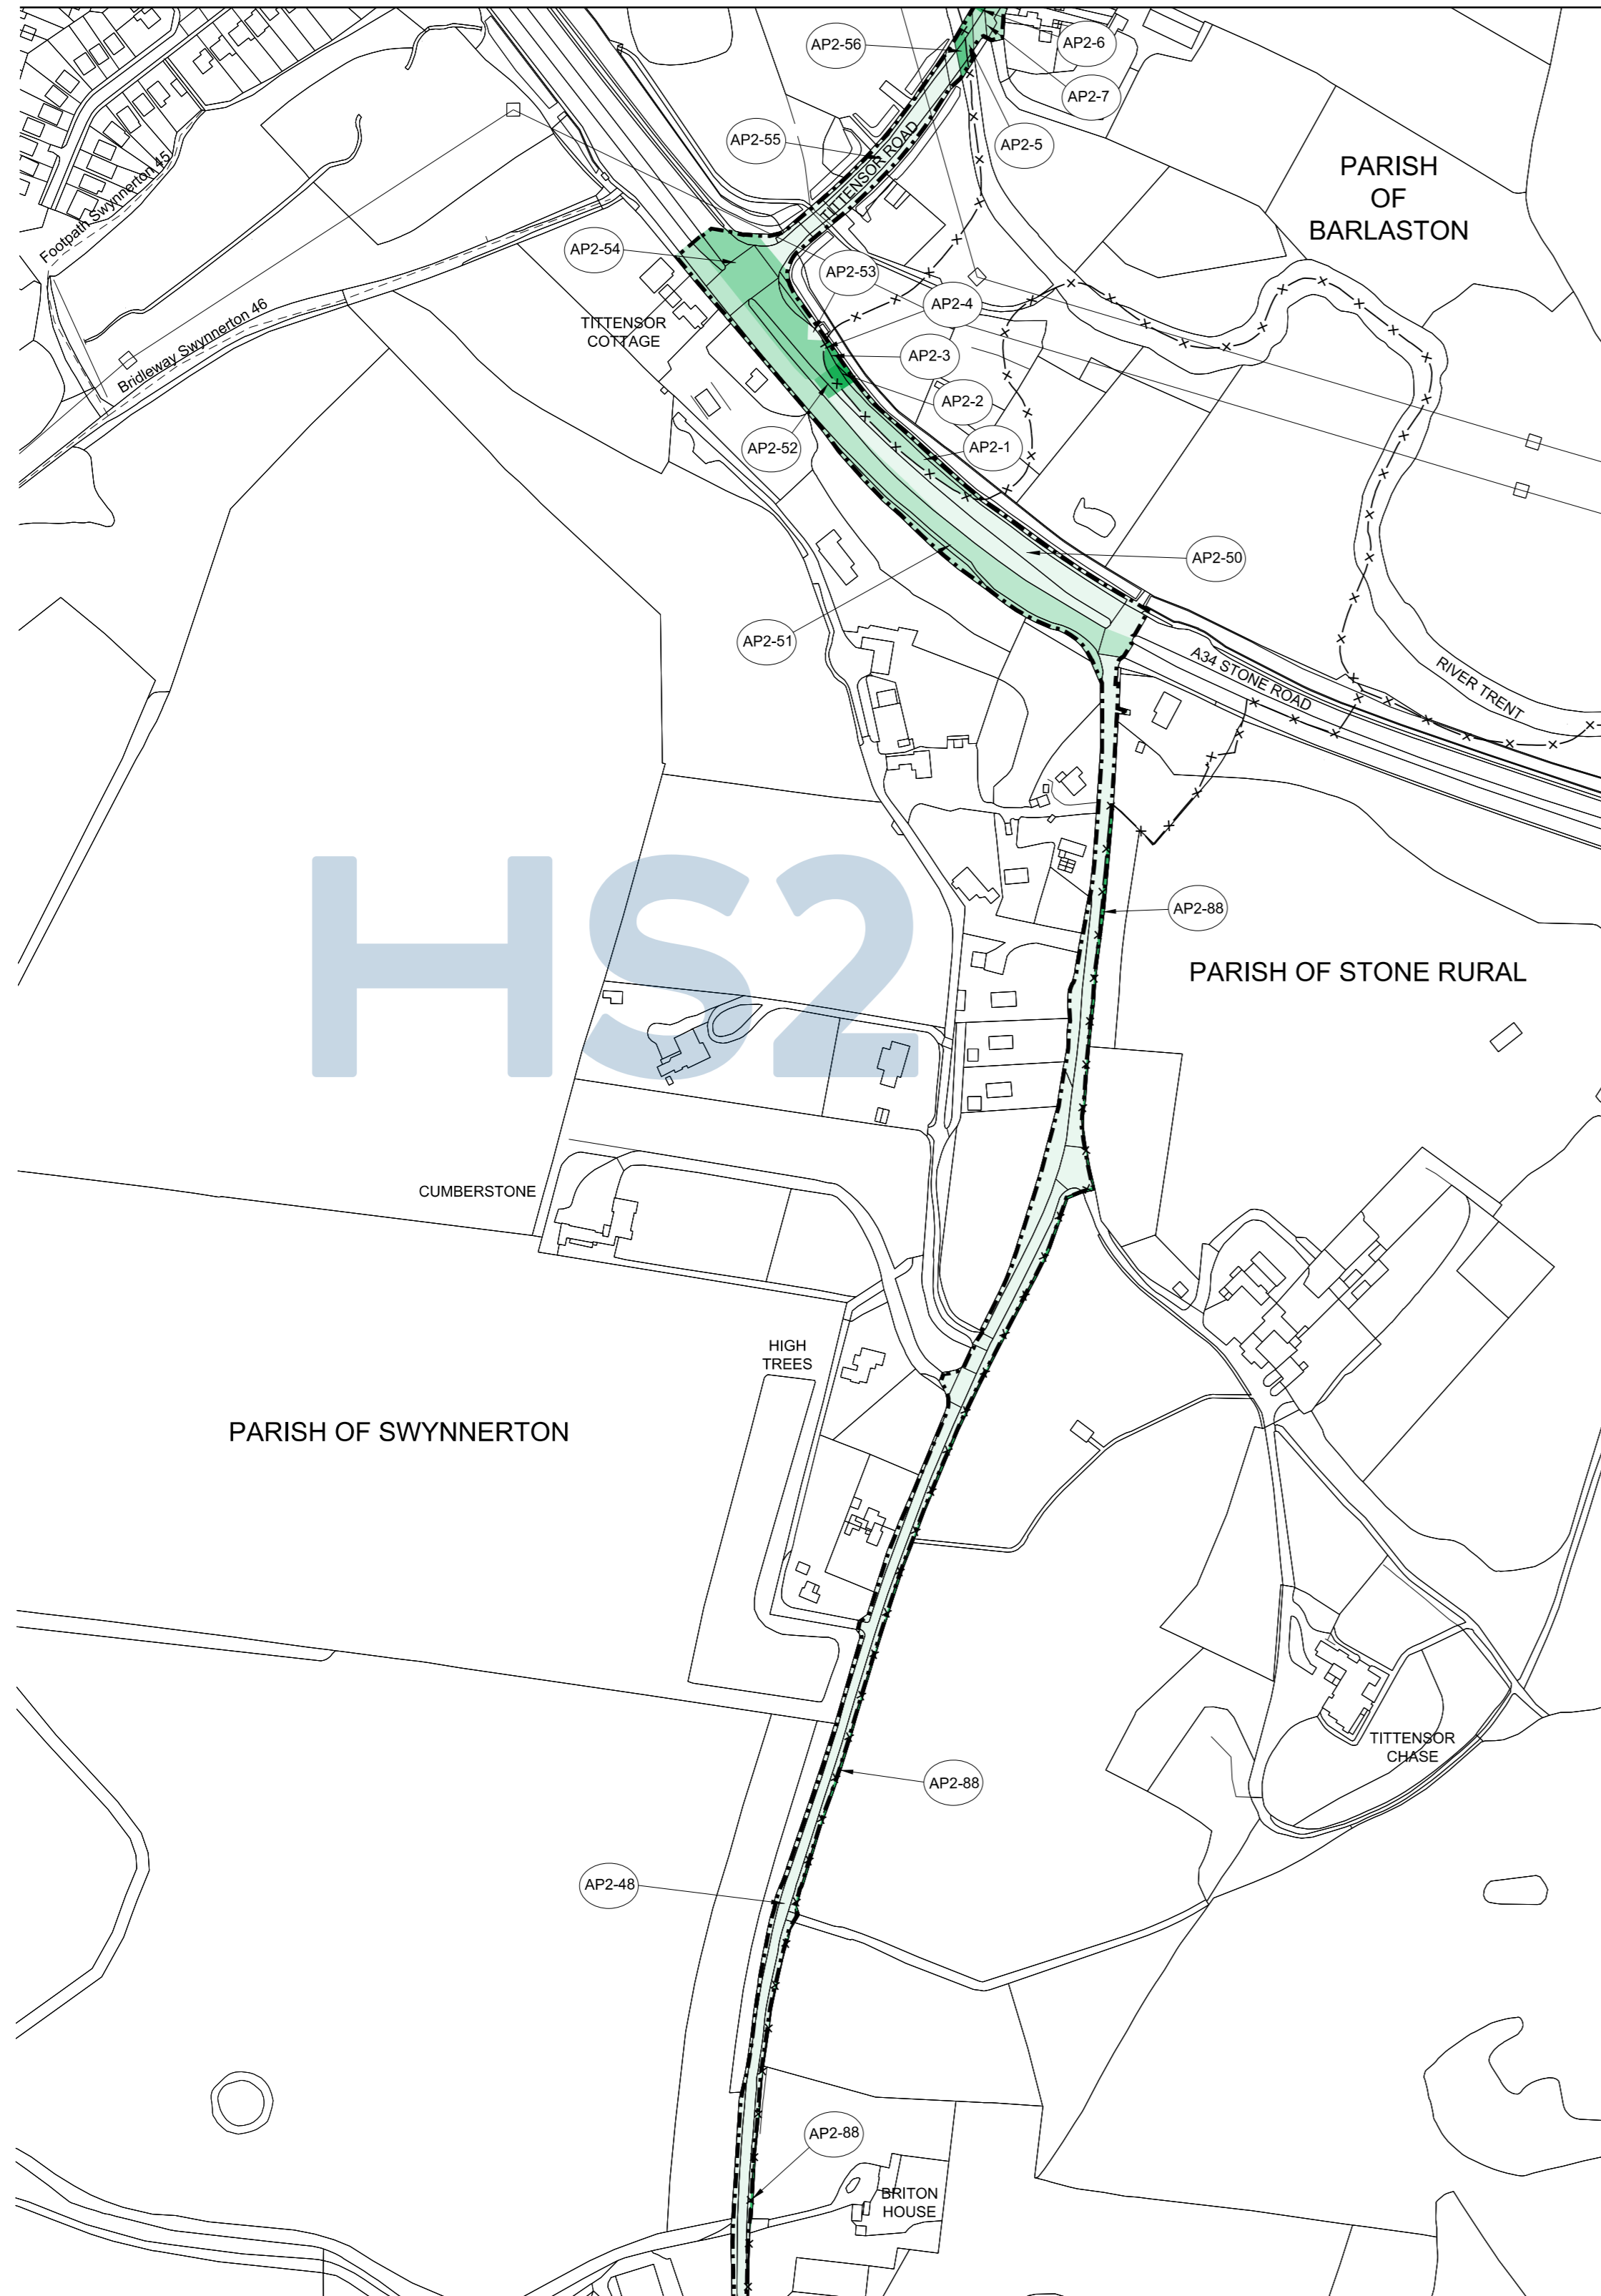 AP2-56
AP2-6
AP2-7
AP2-55
TITTENSOR ROAD
AP2-5
PARISH
OF
BARLASTON
Footpath Swynnerton 45
AP2-54
AP2-53
AP2-4
Bridleway Swynnerton 46
TITTENSOR
COTTAGE
AP2-3
AP2-2
AP2-52
AP2-1
AP2-50
AP2-51
A34 STONE ROAD
RIVER TRENT
HS2
AP2-88
PARISH OF STONE RURAL
CUMBERSTONE
HIGH
TREES
PARISH OF SWYNNERTON
TITTENSOR
CHASE
AP2-88
AP2-48
AP2-88
BRITON
HOUSE